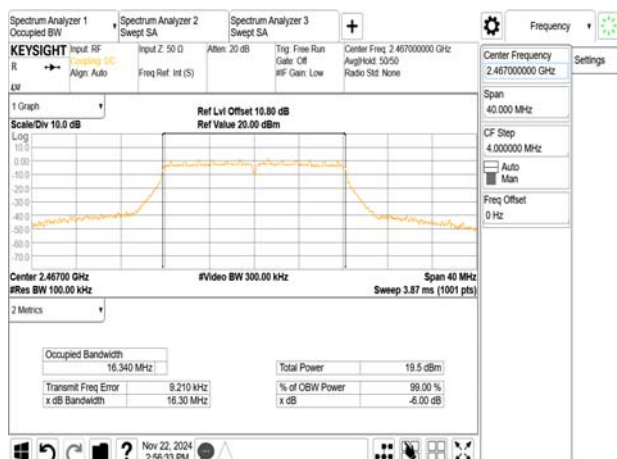 Spectrum Analyzer 1
Occupied BW
Spectrum Analyzer 2
Swept SA
Spectrum Analyzer 3
Swept SA
Frequency
KEYSIGHT
R
Input: RF
Coupling: DC
Align: Auto
Input Z: 50 Ω
Freq Ref: Int (S)
Atten: 20 dB
Trig: Free Run
Gate: Off
#IF Gain: Low
Center Freq: 2.467000000 GHz
Avg|Hold: 50/50
Radio Std: None
Center Frequency
2.467000000 GHz
Settings
Span
40.000 MHz
CF Step
4.000000 MHz
Auto
Man
Freq Offset
0 Hz
1 Graph
Scale/Div 10.0 dB
Ref Lvl Offset 10.80 dB
Ref Value 20.00 dBm
Log
10.0
0.00
-10.0
-20.0
-30.0
-40.0
-50.0
-60.0
-70.0
Center 2.46700 GHz
#Res BW 100.00 kHz
#Video BW 300.00 kHz
Span 40 MHz
Sweep 3.87 ms (1001 pts)
2 Metrics
Occupied Bandwidth
16.340 MHz
Total Power 19.5 dBm
Transmit Freq Error 9.210 kHz
% of OBW Power 99.00 %
x dB Bandwidth 16.30 MHz
x dB -6.00 dB
Nov 22, 2024
2:56:33 PM